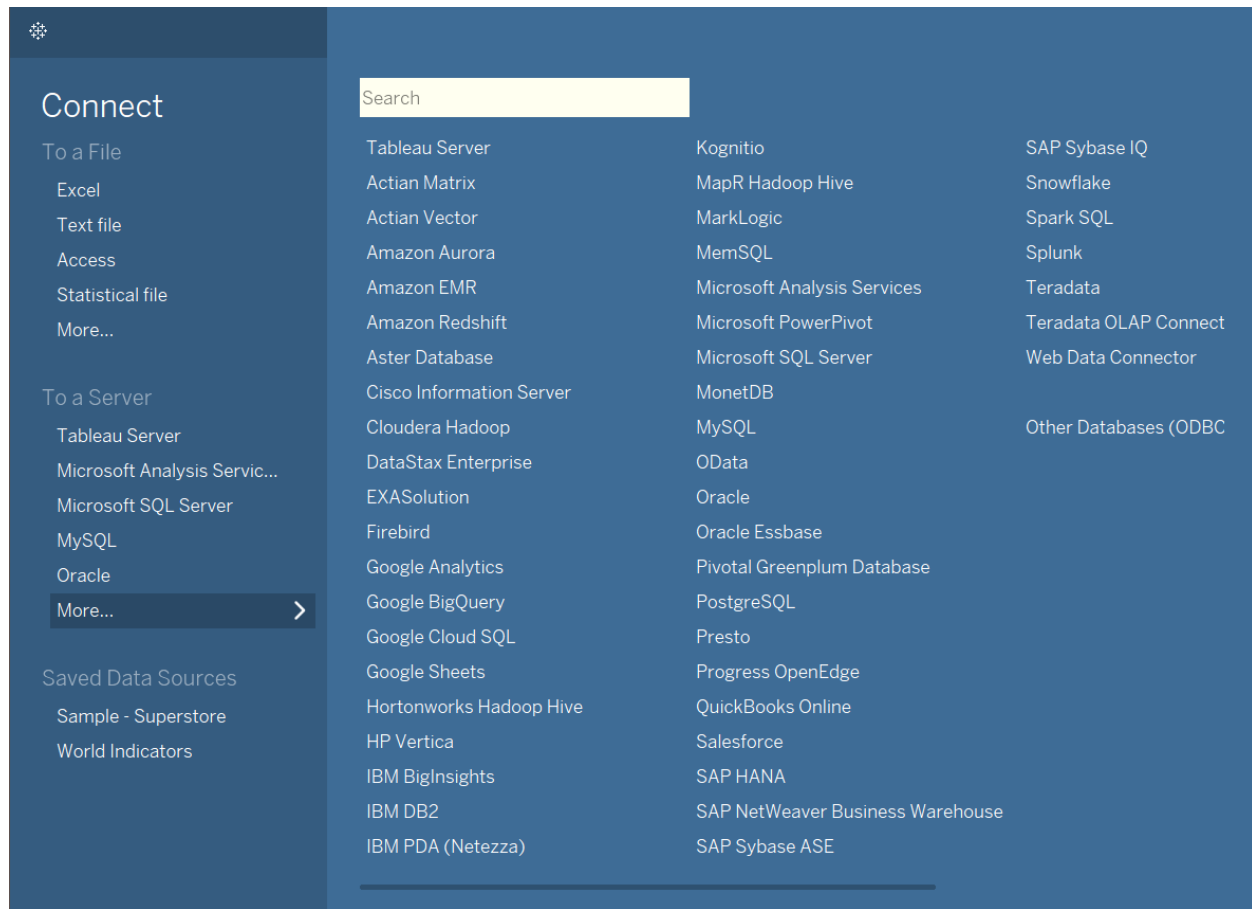 Connect
To a File
Excel
Text file
Access
Statistical file
More...
To a Server
Tableau Server
Microsoft Analysis Servic...
Microsoft SQL Server
MySQL
Oracle
More...
Saved Data Sources
Sample - Superstore
World Indicators
Search
Tableau Server
Actian Matrix
Actian Vector
Amazon Aurora
Amazon EMR
Amazon Redshift
Aster Database
Cisco Information Server
Cloudera Hadoop
DataStax Enterprise
EXASolution
Firebird
Google Analytics
Google BigQuery
Google Cloud SQL
Google Sheets
Hortonworks Hadoop Hive
HP Vertica
IBM BigInsights
IBM DB2
IBM PDA (Netezza)
Kognitio
MapR Hadoop Hive
MarkLogic
MemSQL
Microsoft Analysis Services
Microsoft PowerPivot
Microsoft SQL Server
MonetDB
MySQL
OData
Oracle
Oracle Essbase
Pivotal Greenplum Database
PostgreSQL
Presto
Progress OpenEdge
QuickBooks Online
Salesforce
SAP HANA
SAP NetWeaver Business Warehouse
SAP Sybase ASE
SAP Sybase IQ
Snowflake
Spark SQL
Splunk
Teradata
Teradata OLAP Connect
Web Data Connector
Other Databases (ODBC